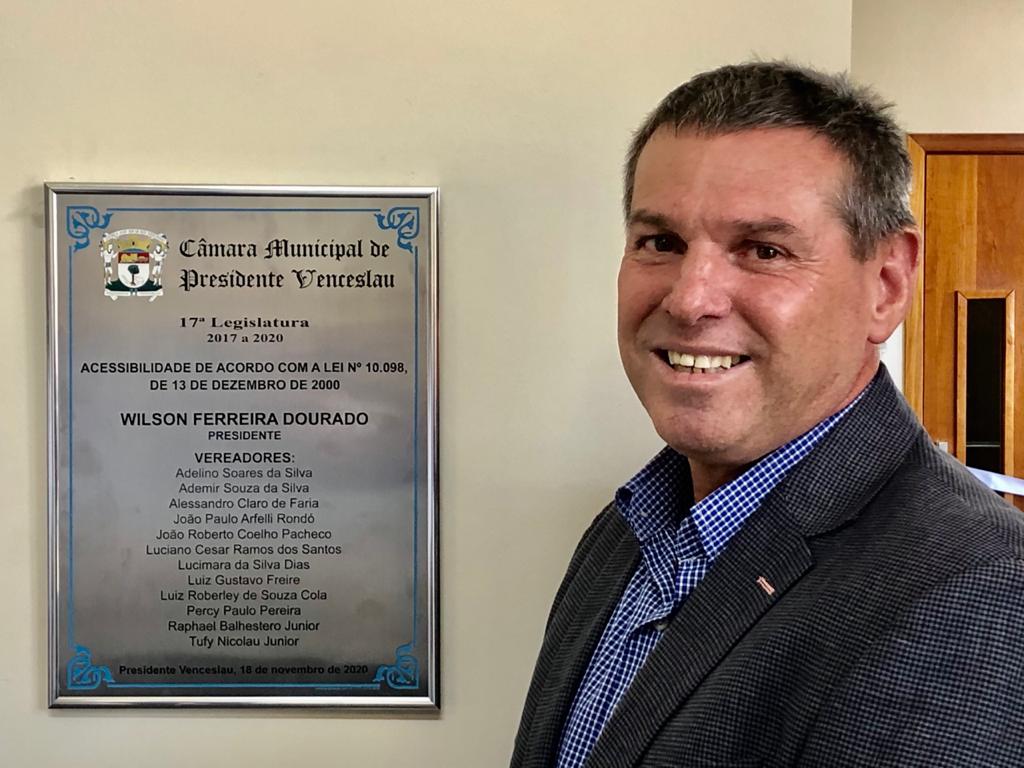 Câmara Municipal de
Presidente Venceslau
17ª Legislatura
2017 a 2020
ACESSIBILIDADE DE ACORDO COM A LEI Nº 10.098,
DE 13 DE DEZEMBRO DE 2000
WILSON FERREIRA DOURADO
PRESIDENTE
VEREADORES:
Adelino Soares da Silva
Ademir Souza da Silva
Alessandro Claro de Faria
João Paulo Arfelli Rondó
João Roberto Coelho Pacheco
Luciano Cesar Ramos dos Santos
Lucimara da Silva Dias
Luiz Gustavo Freire
Luiz Roberley de Souza Cola
Percy Paulo Pereira
Raphael Balhestero Junior
Tufy Nicolau Junior
Presidente Venceslau, 18 de novembro de 2020